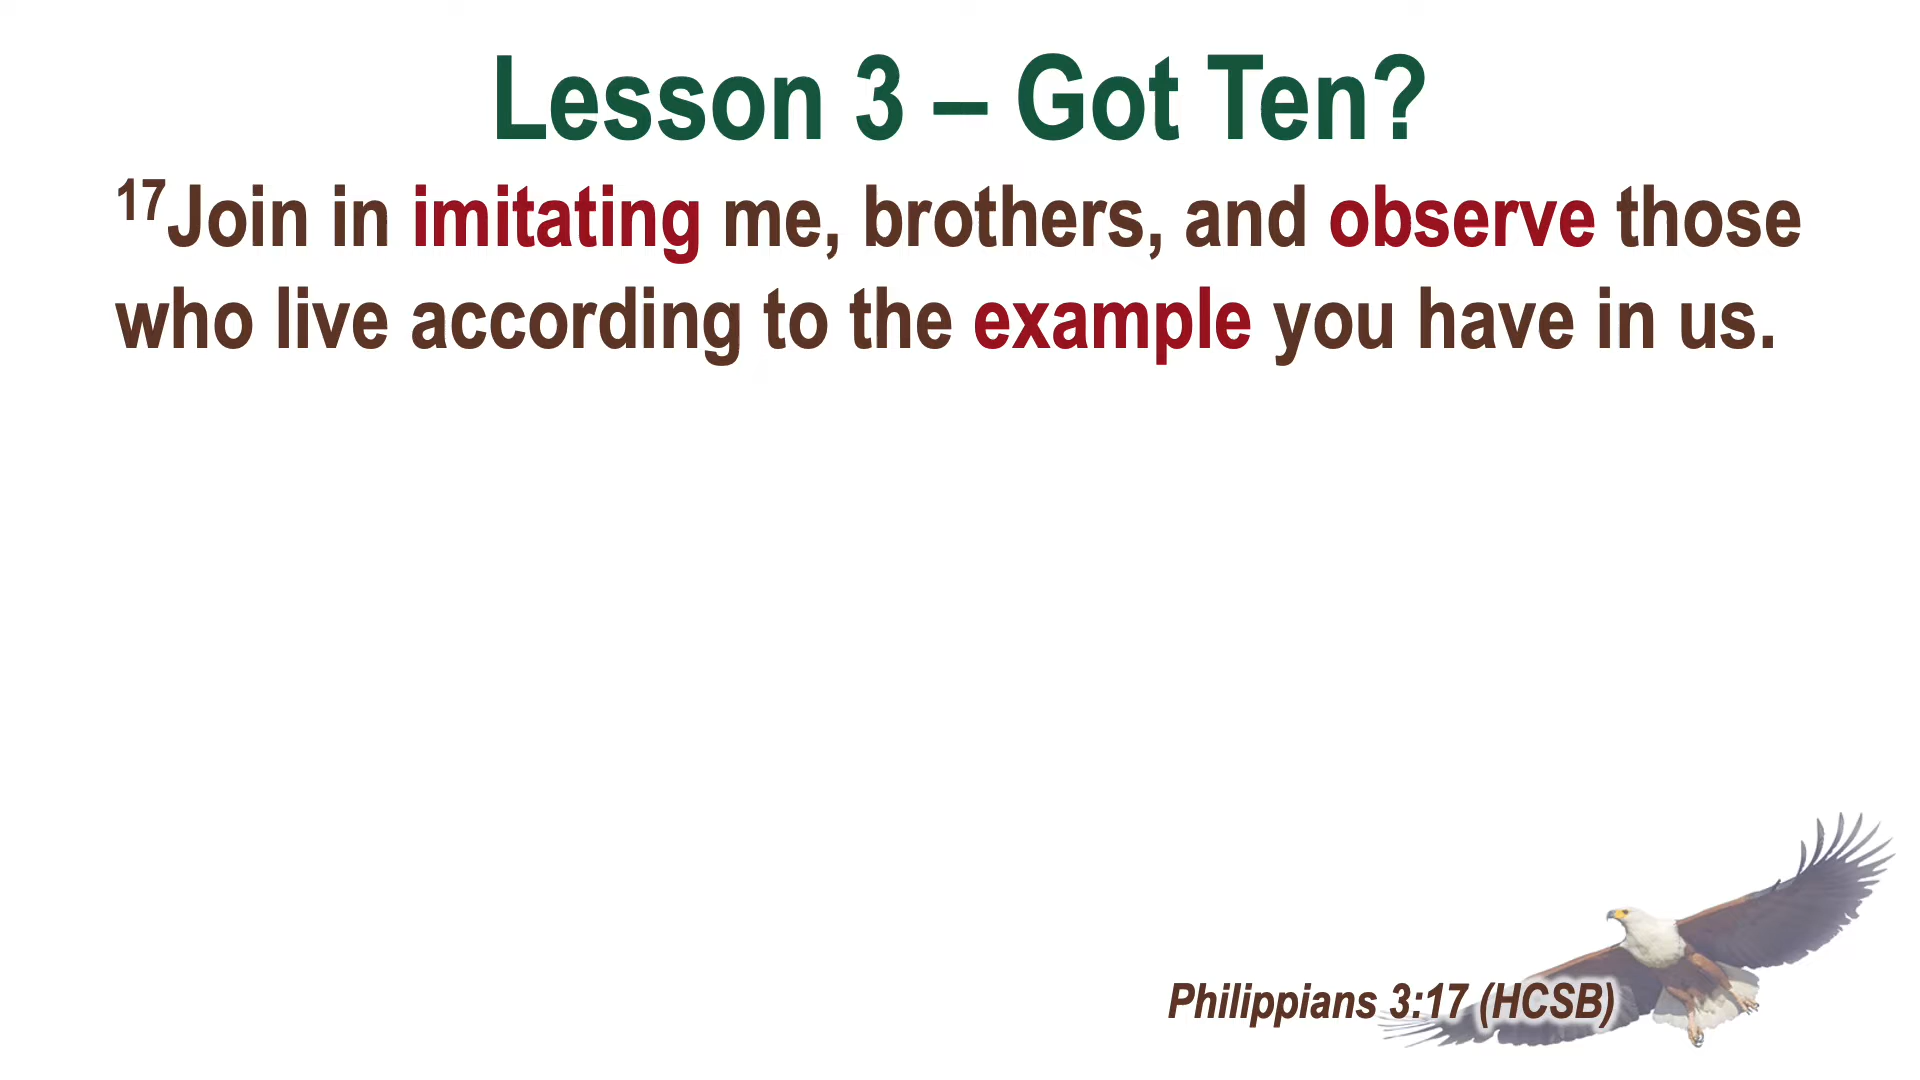 Lesson 3 – Got Ten?
17Join in imitating me, brothers, and observe those
who live according to the example you have in us.
Philippians 3:17 (HCSB)